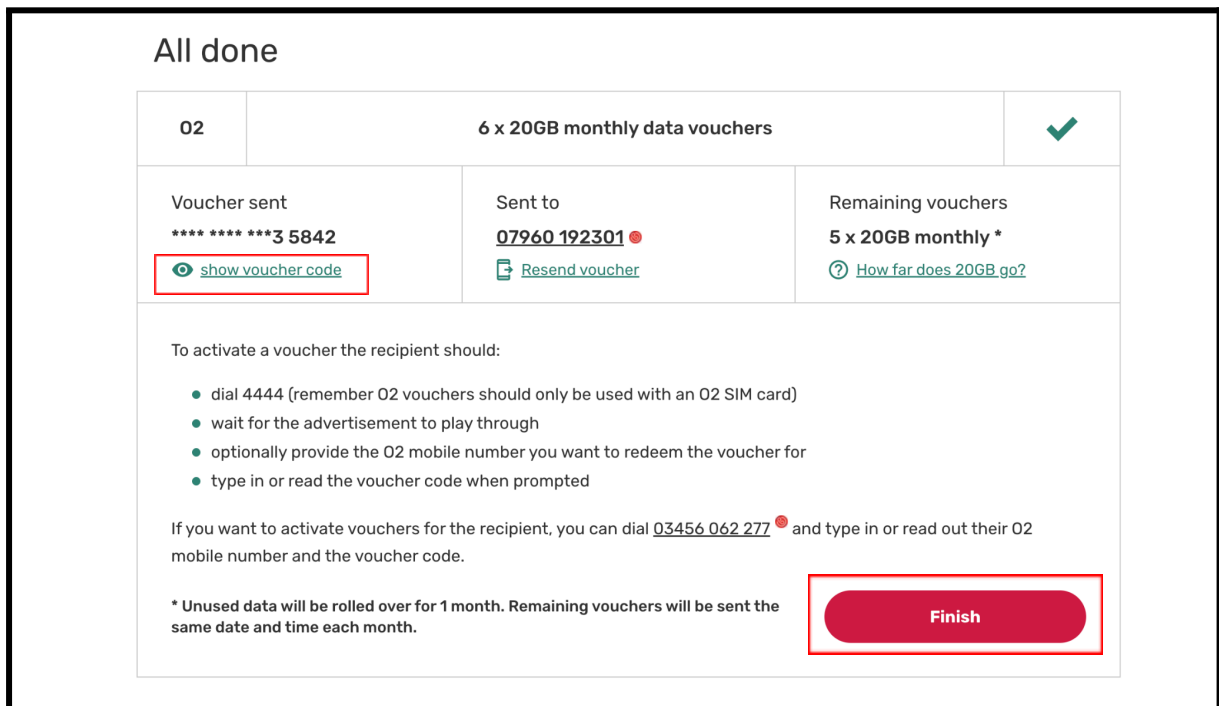 All done
O2
6 x 20GB monthly data vouchers
Voucher sent
**** **** ***3 5842
show voucher code
Sent to
07960 192301
Resend voucher
Remaining vouchers
5 x 20GB monthly *
How far does 20GB go?
To activate a voucher the recipient should:
dial 4444 (remember O2 vouchers should only be used with an O2 SIM card)
wait for the advertisement to play through
optionally provide the O2 mobile number you want to redeem the voucher for
type in or read the voucher code when prompted
If you want to activate vouchers for the recipient, you can dial 03456 062 277 and type in or read out their O2
mobile number and the voucher code.
* Unused data will be rolled over for 1 month. Remaining vouchers will be sent the
same date and time each month.
Finish